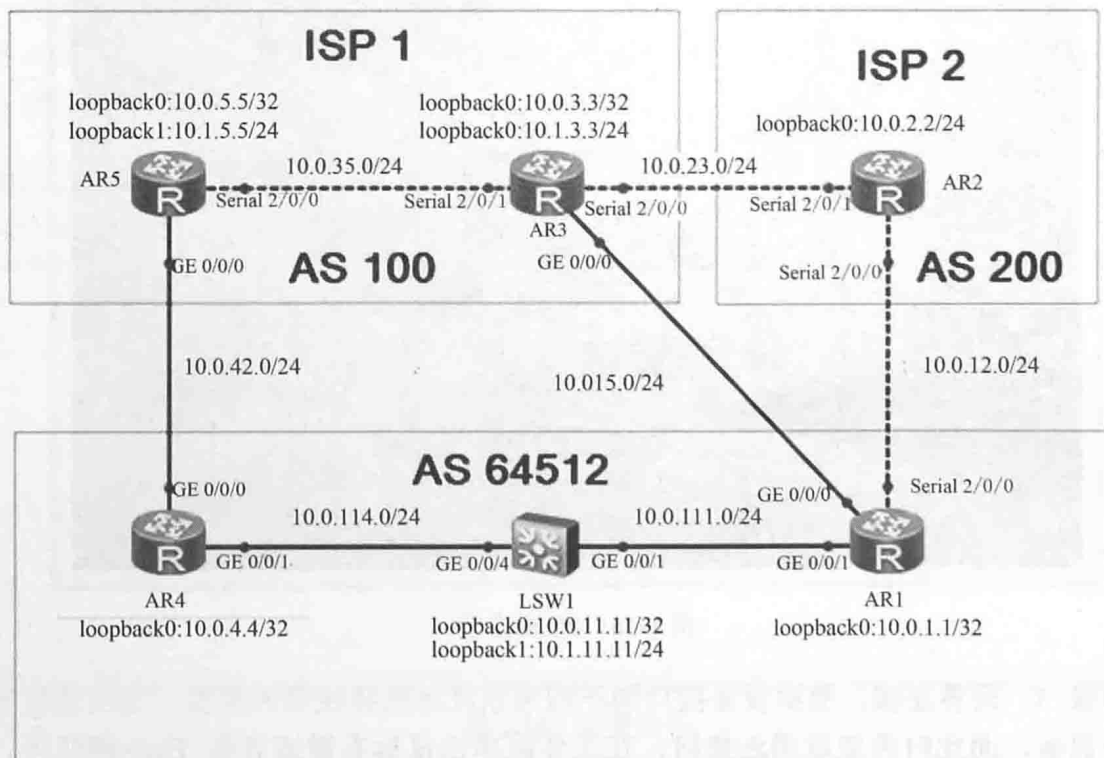 ISP 1
ISP 2
loopback0:10.0.5.5/32
loopback1:10.1.5.5/24
loopback0:10.0.3.3/32
loopback0:10.1.3.3/24
loopback0:10.0.2.2/24
10.0.35.0/24
10.0.23.0/24
AR5
R
Serial 2/0/0
Serial 2/0/1
R
Serial 2/0/0
Serial 2/0/1
R
AR2
AR3
GE 0/0/0
AS 100
GE 0/0/0
Serial 2/0/0
AS 200
10.0.42.0/24
10.015.0/24
10.0.12.0/24
AS 64512
GE 0/0/0
GE 0/0/0
Serial 2/0/0
10.0.114.0/24
10.0.111.0/24
R
GE 0/0/1
GE 0/0/4
GE 0/0/1
GE 0/0/1
R
AR4
LSW1
AR1
loopback0:10.0.4.4/32
loopback0:10.0.11.11/32
loopback1:10.1.11.11/24
loopback0:10.0.1.1/32